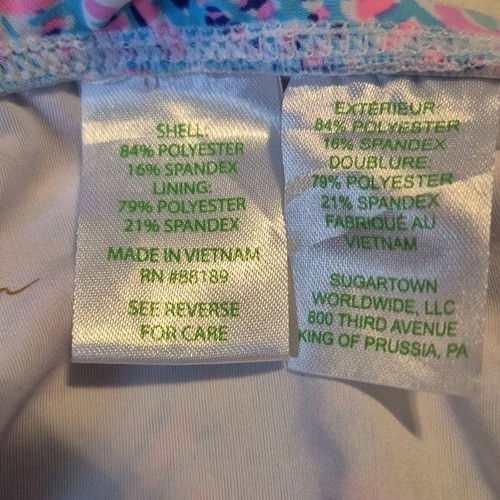 SHELL:
84% POLYESTER
16% SPANDEX
LINING:
79% POLYESTER
21% SPANDEX
MADE IN VIETNAM
RN #88189
SEE REVERSE
FOR CARE
EXTERIEUR
84% POLYESTER
16% SPANDEX
DOUBLURE
79% POLYESTER
21% SPANDEX
FABRIQUÉ AU
VIETNAM
SUGARTOWN
WORLDWIDE, LLC
800 THIRD AVENUE
KING OF PRUSSIA, PA